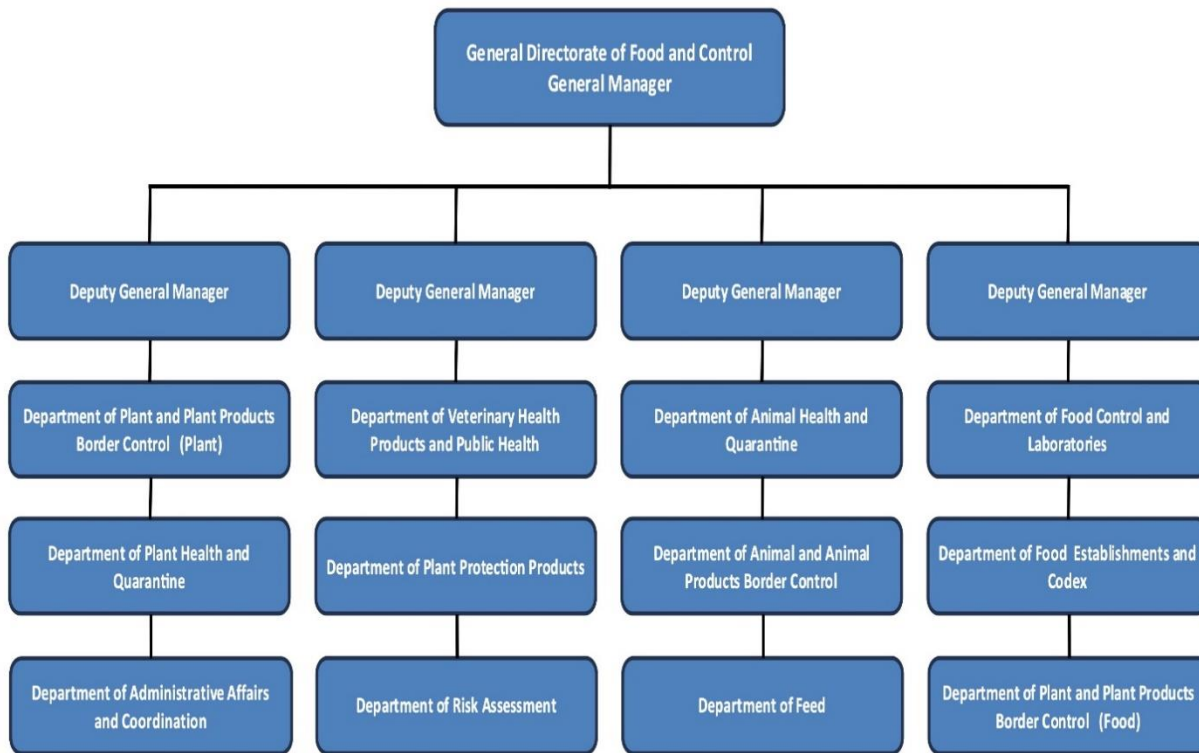 General Directorate of Food and Control
General Manager
Deputy General Manager
Deputy General Manager
Deputy General Manager
Deputy General Manager
Department of Plant and Plant Products
Border Control (Plant)
Department of Veterinary Health
Products and Public Health
Department of Animal Health and
Quarantine
Department of Food Control and
Laboratories
Department of Plant Health and
Quarantine
Department of Plant Protection Products
Department of Animal and Animal
Products Border Control
Department of Food Establishments and
Codex
Department of Administrative Affairs
and Coordination
Department of Risk Assessment
Department of Feed
Department of Plant and Plant Products
Border Control (Food)